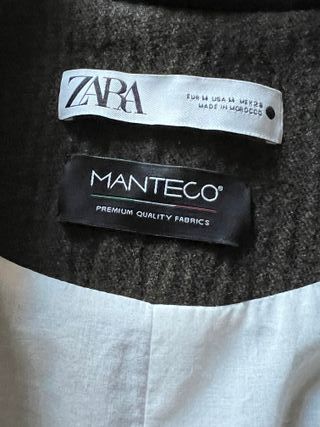 ZARA
EUR M USA M MEX 28
MADE IN MOROCCO
MANTECO®
PREMIUM QUALITY FABRICS